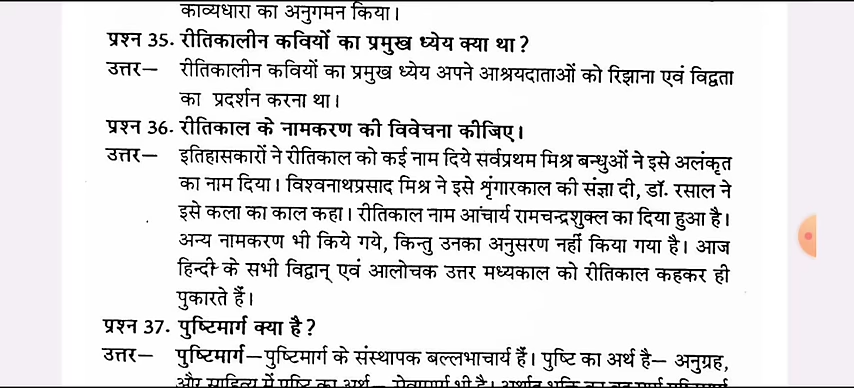 काव्यधारा का अनुगमन किया।
प्रश्न 35. रीतिकालीन कवियों का प्रमुख ध्येय क्या था?
उत्तर— रीतिकालीन कवियों का प्रमुख ध्येय अपने आश्रयदाताओं को रिझाना एवं विद्वता
का प्रदर्शन करना था।
प्रश्न 36. रीतिकाल के नामकरण की विवेचना कीजिए।
उत्तर— इतिहासकारों ने रीतिकाल को कई नाम दिये सर्वप्रथम मिश्र बन्धुओं ने इसे अलंकृत
का नाम दिया। विश्वनाथप्रसाद मिश्र ने इसे शृंगारकाल की संज्ञा दी, डॉ. रसाल ने
इसे कला का काल कहा। रीतिकाल नाम आंचार्य रामचन्द्रशुक्ल का दिया हुआ है।
अन्य नामकरण भी किये गये, किन्तु उनका अनुसरण नहीं किया गया है। आज
हिन्दी के सभी विद्वान् एवं आलोचक उत्तर मध्यकाल को रीतिकाल कहकर ही
पुकारते हैं।
प्रश्न 37. पुष्टिमार्ग क्या है?
उत्तर— पुष्टिमार्ग—पुष्टिमार्ग के संस्थापक बल्लभाचार्य हैं। पुष्टि का अर्थ है— अनुग्रह,
और साहित्य में पुष्टि का अर्थ—